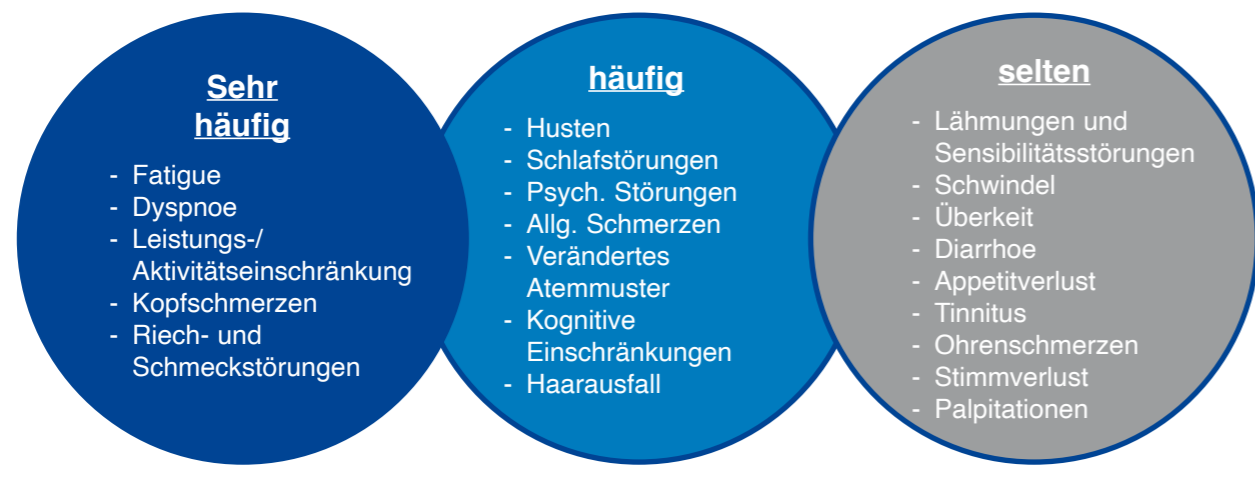 Sehr
häufig
- Fatigue
- Dyspnoe
- Leistungs-/
Aktivitätseinschränkung
- Kopfschmerzen
- Riech- und
Schmeckstörungen
häufig
- Husten
- Schlafstörungen
- Psych. Störungen
- Allg. Schmerzen
- Verändertes
Atemmuster
- Kognitive
Einschränkungen
- Haarausfall
selten
- Lähmungen und
Sensibilitätsstörungen
- Schwindel
- Überkeit
- Diarrhoe
- Appetitverlust
- Tinnitus
- Ohrenschmerzen
- Stimmverlust
- Palpitationen